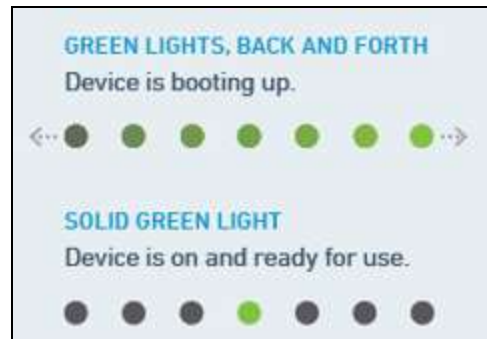 GREEN LIGHTS, BACK AND FORTH
Device is booting up.
SOLID GREEN LIGHT
Device is on and ready for use.